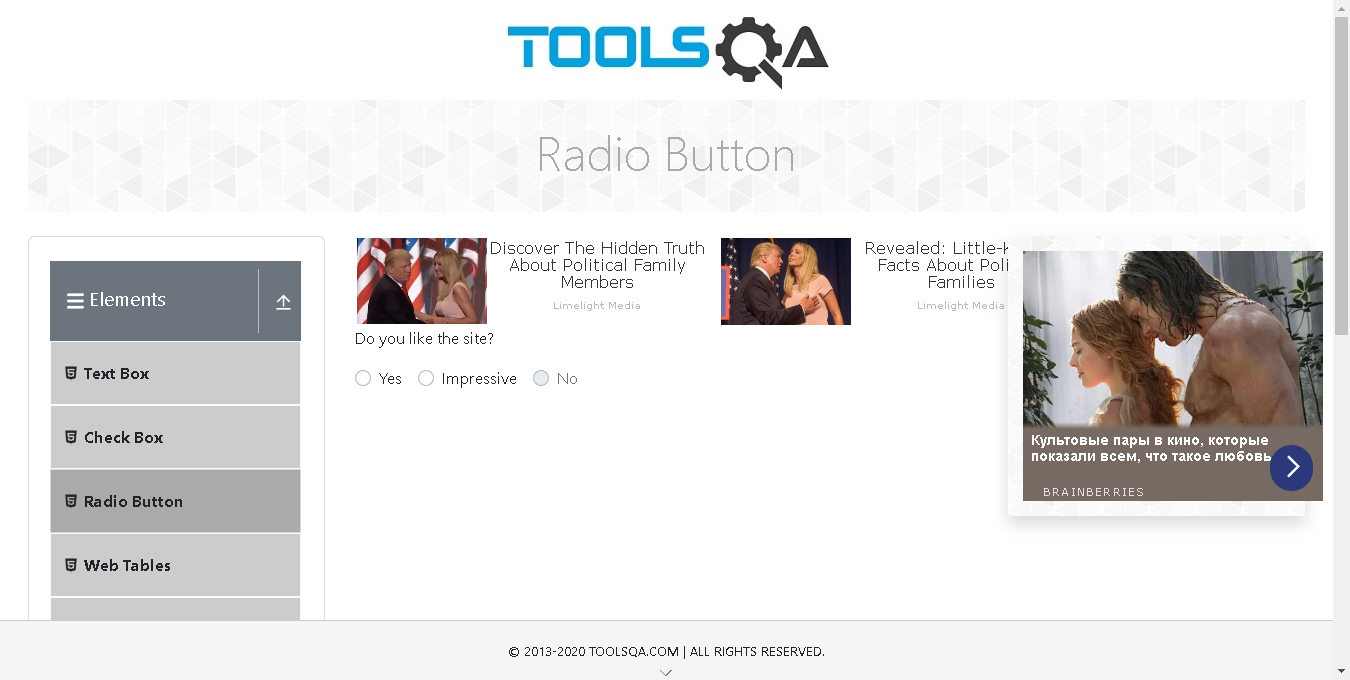 TOOLSQA
Radio Button
Elements
Text Box
Check Box
Radio Button
Web Tables
Discover The Hidden Truth
About Political Family
Members
Limelight Media
Revealed: Little-
Facts About Poli
Families
Limelight Media
Do you like the site?
Yes
Impressive
No
Культовые пары в кино, которые
показали всем, что такое любовь
BRAINBERRIES
© 2013-2020 TOOLSQA.COM | ALL RIGHTS RESERVED.